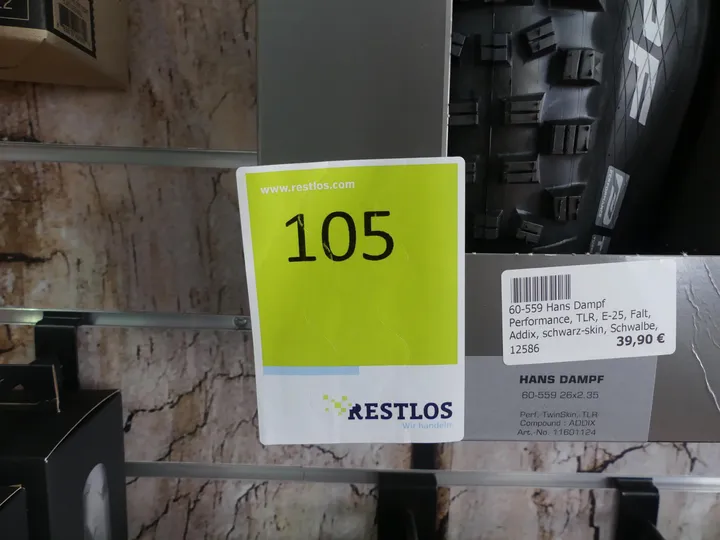 www.restlos.com
105
RESTLOS
Wir handeln
60-559 Hans Dampf
Performance, TLR, E-25, Falt,
Addix, schwarz-skin, Schwalbe,
12586
39,90 €
HANS DAMPF
60-559 26x2.35
Perf, TwinSkin, TLR
Compound : ADDIX
Art.-No. 11601124